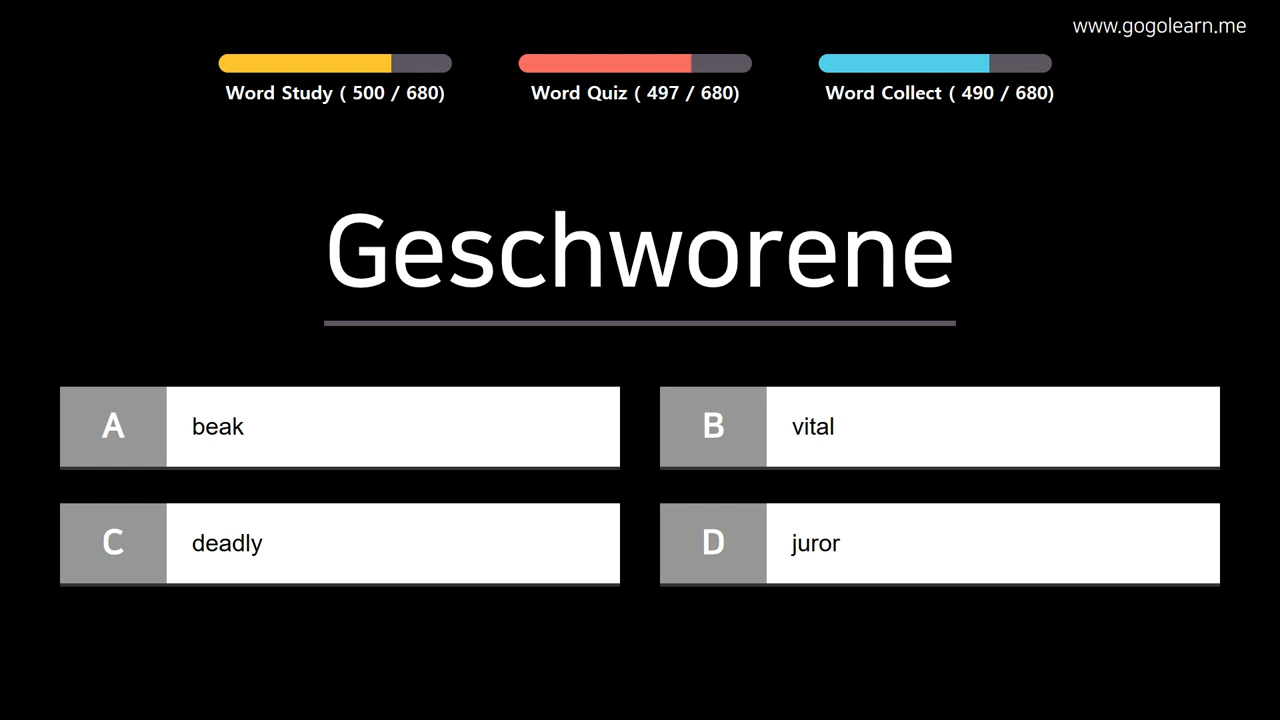 www.gogolearn.me
Word Study ( 500 / 680)
Word Quiz ( 497 / 680)
Word Collect ( 490 / 680)
Geschworene
A beak
B vital
C deadly
D juror